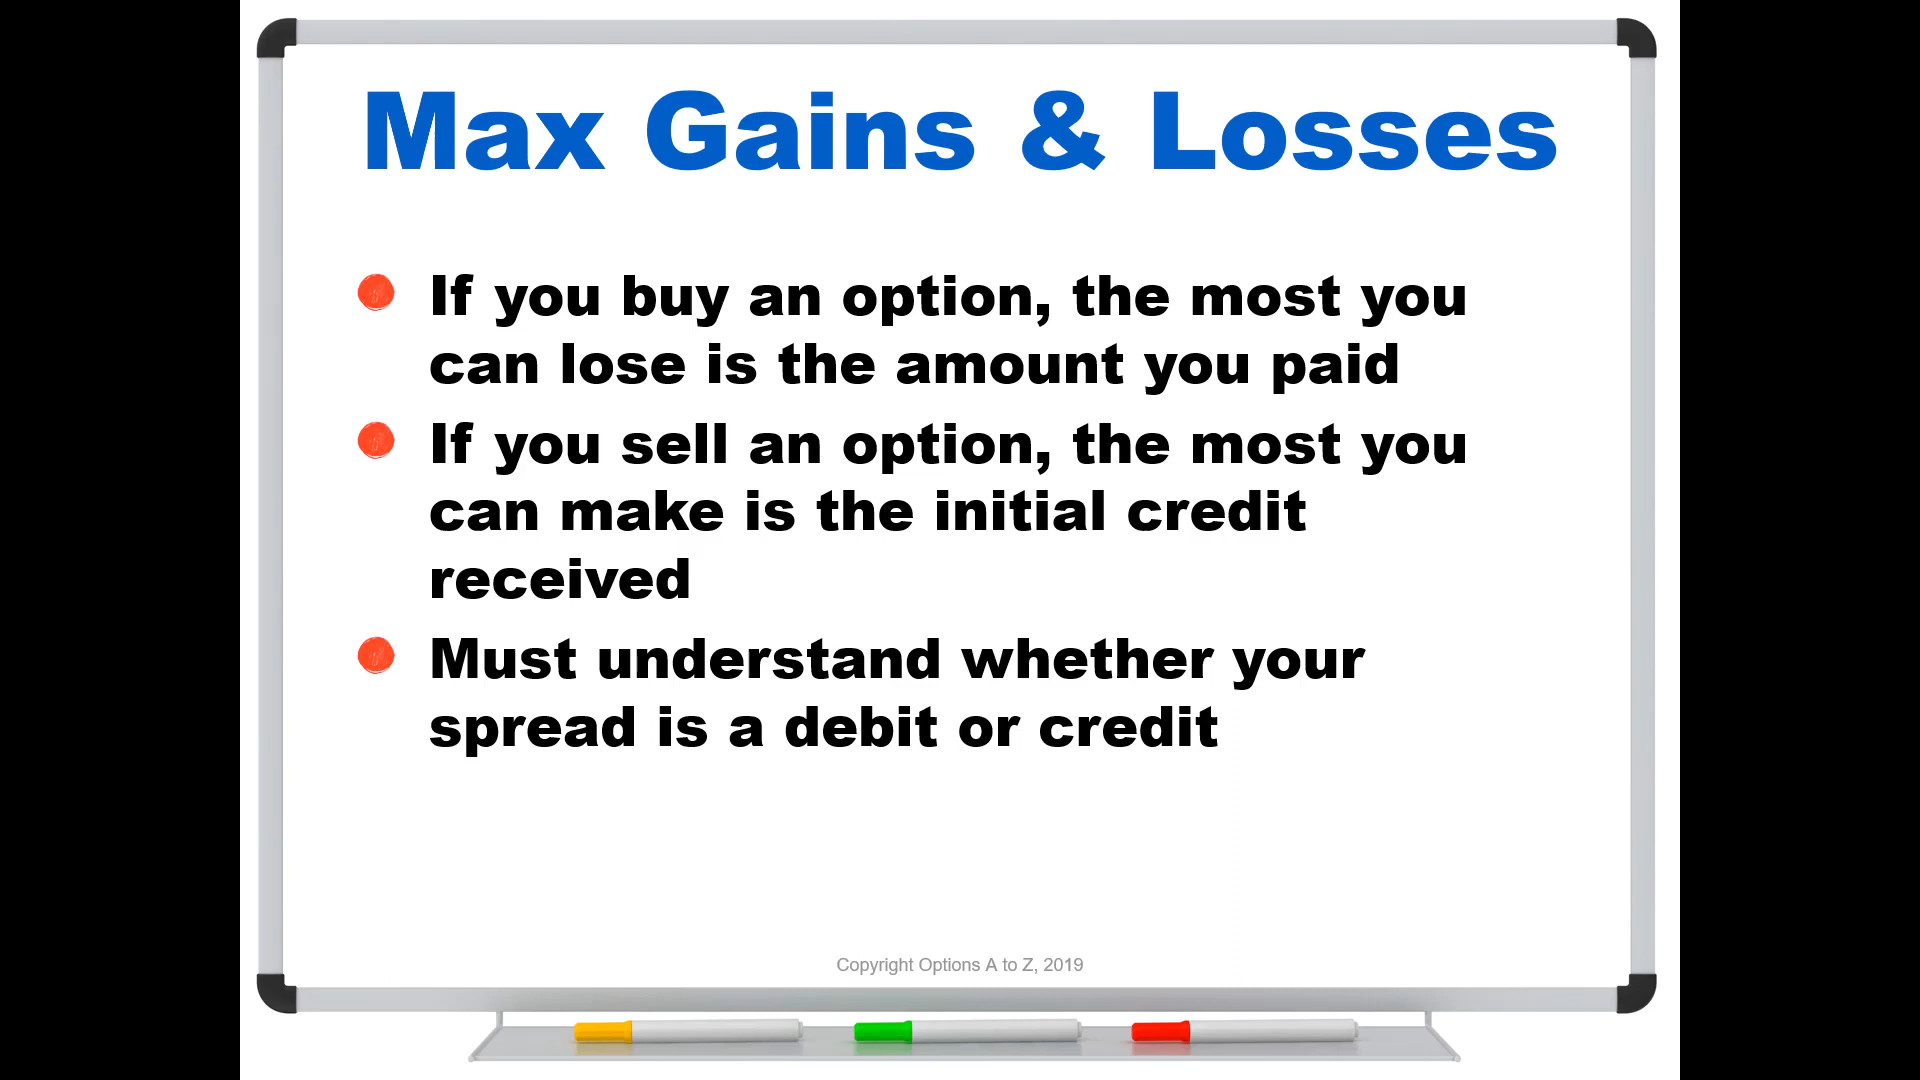 Max Gains & Losses
If you buy an option, the most you
can lose is the amount you paid
If you sell an option, the most you
can make is the initial credit
received
Must understand whether your
spread is a debit or credit
Copyright Options A to Z, 2019